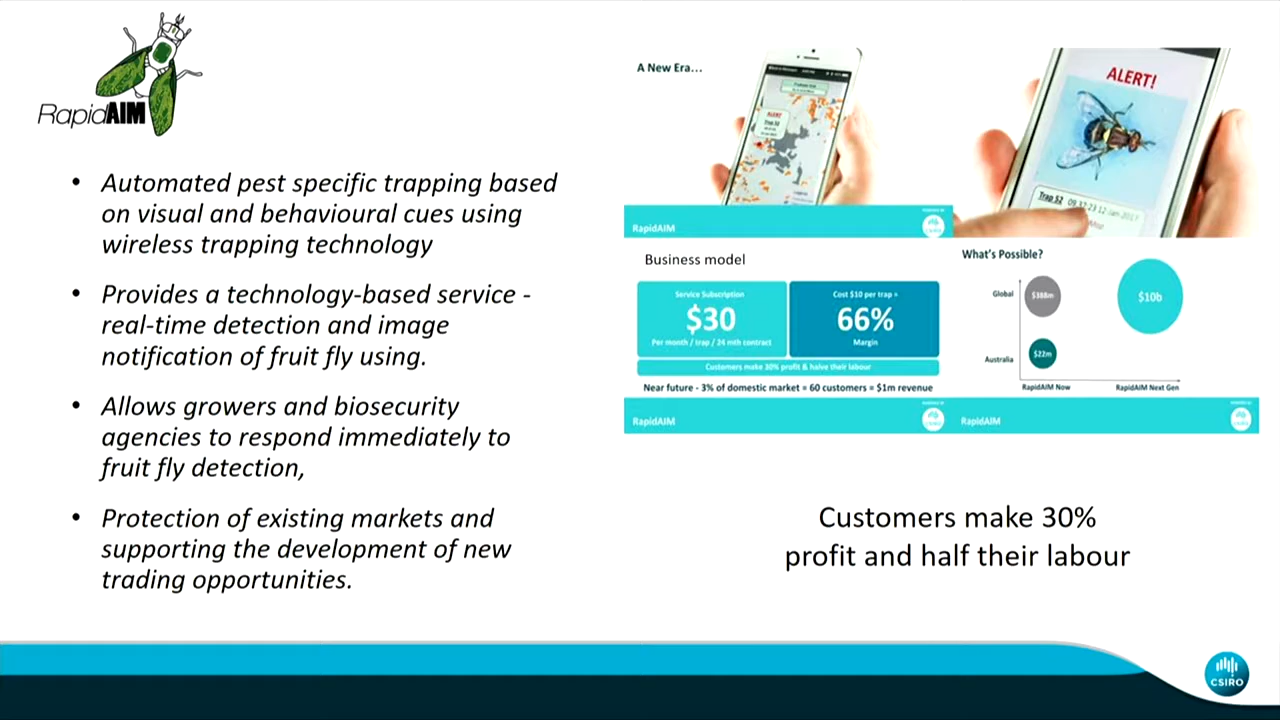 RapidAIM
• Automated pest specific trapping based
on visual and behavioural cues using
wireless trapping technology
• Provides a technology-based service -
real-time detection and image
notification of fruit fly using.
• Allows growers and biosecurity
agencies to respond immediately to
fruit fly detection,
• Protection of existing markets and
supporting the development of new
trading opportunities.
A New Era...
ALERT!
Trap 52
RapidAIM
ALERT!
Trap 52 09.37.23 12-Jan-201
Business model
Service Subscription
$30
Per month / trap / 24 mth contract
Cost $10 per trap =
66%
Margin
Customers make 30% profit & halve their labour
Near future - 3% of domestic market = 60 customers = $1m revenue
RapidAIM
What's Possible?
Global
$388m
$10b
Australia
$22m
RapidAIM Now
RapidAIM Next Gen
RapidAIM
Customers make 30%
profit and half their labour
CSIRO